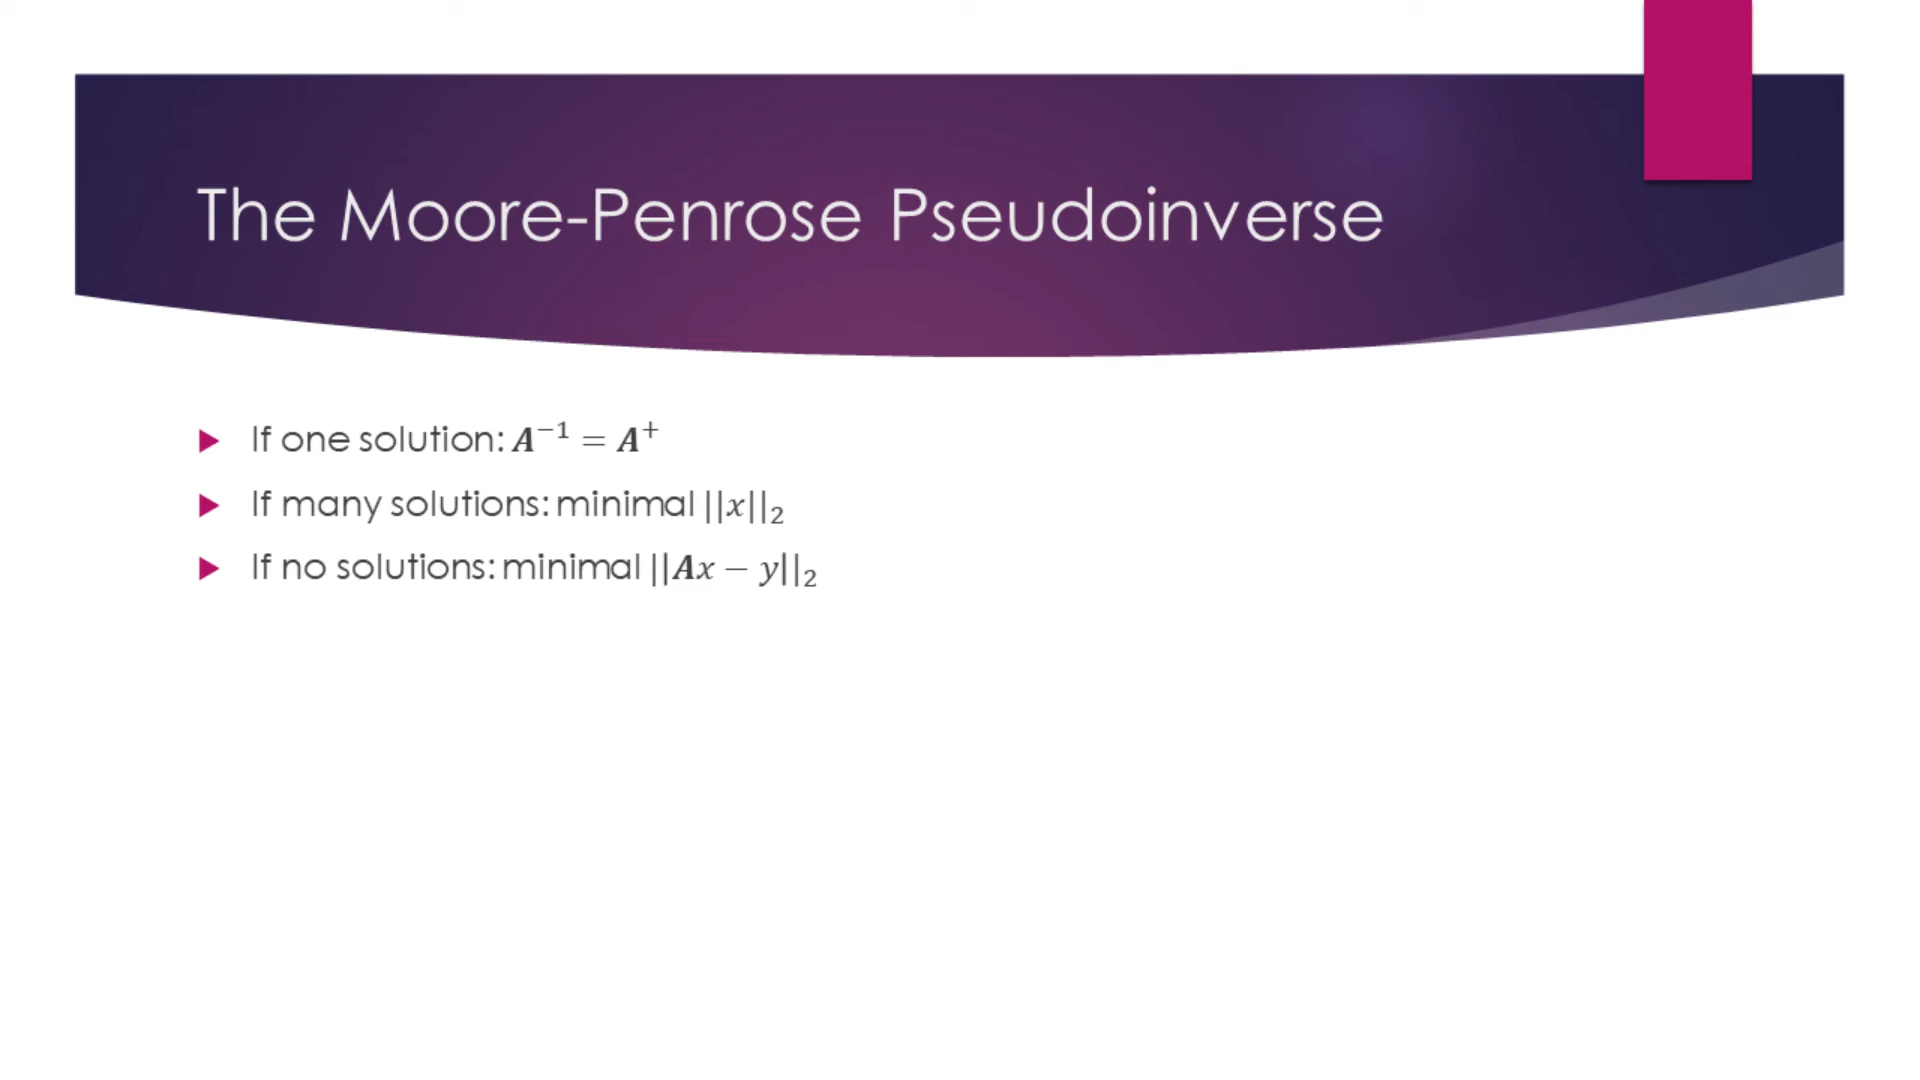 The Moore-Penrose Pseudoinverse
If one solution: 𝑨⁻¹ = 𝑨⁺
If many solutions: minimal ||𝑥||₂
If no solutions: minimal ||𝑨𝑥 − 𝑦||₂